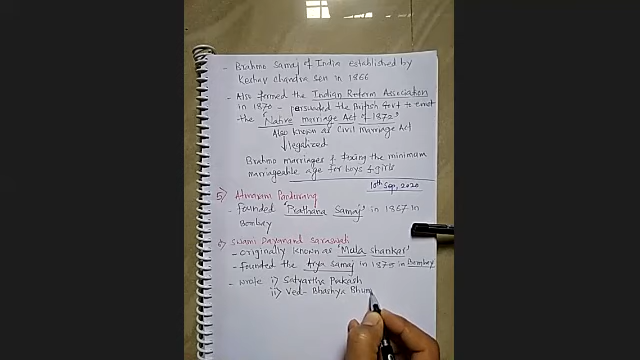 - Brahmo Samaj of India established by
Keshav Chandra Sen in 1866
- Also formed the Indian Reform Association
in 1870 - persuaded the British Govt to enact
the 'Native marriage Act of 1872'
Also known as Civil Marriage Act
↓ legalized
Brahmo marriages & fixing the minimum
marriageable age for boys & girls
10th Sep, 2020
5) Atmaram Pandurang
- Founded 'Prathana Samaj' in 1867 in
Bombay
6) Swami Dayanand Saraswati
- Originally known as 'Mula Shankar'
- founded the Arya Samaj in 1875 in Bombay
- Wrote i) Satyartha Prakash
ii) Ved - Bhashya Bhum